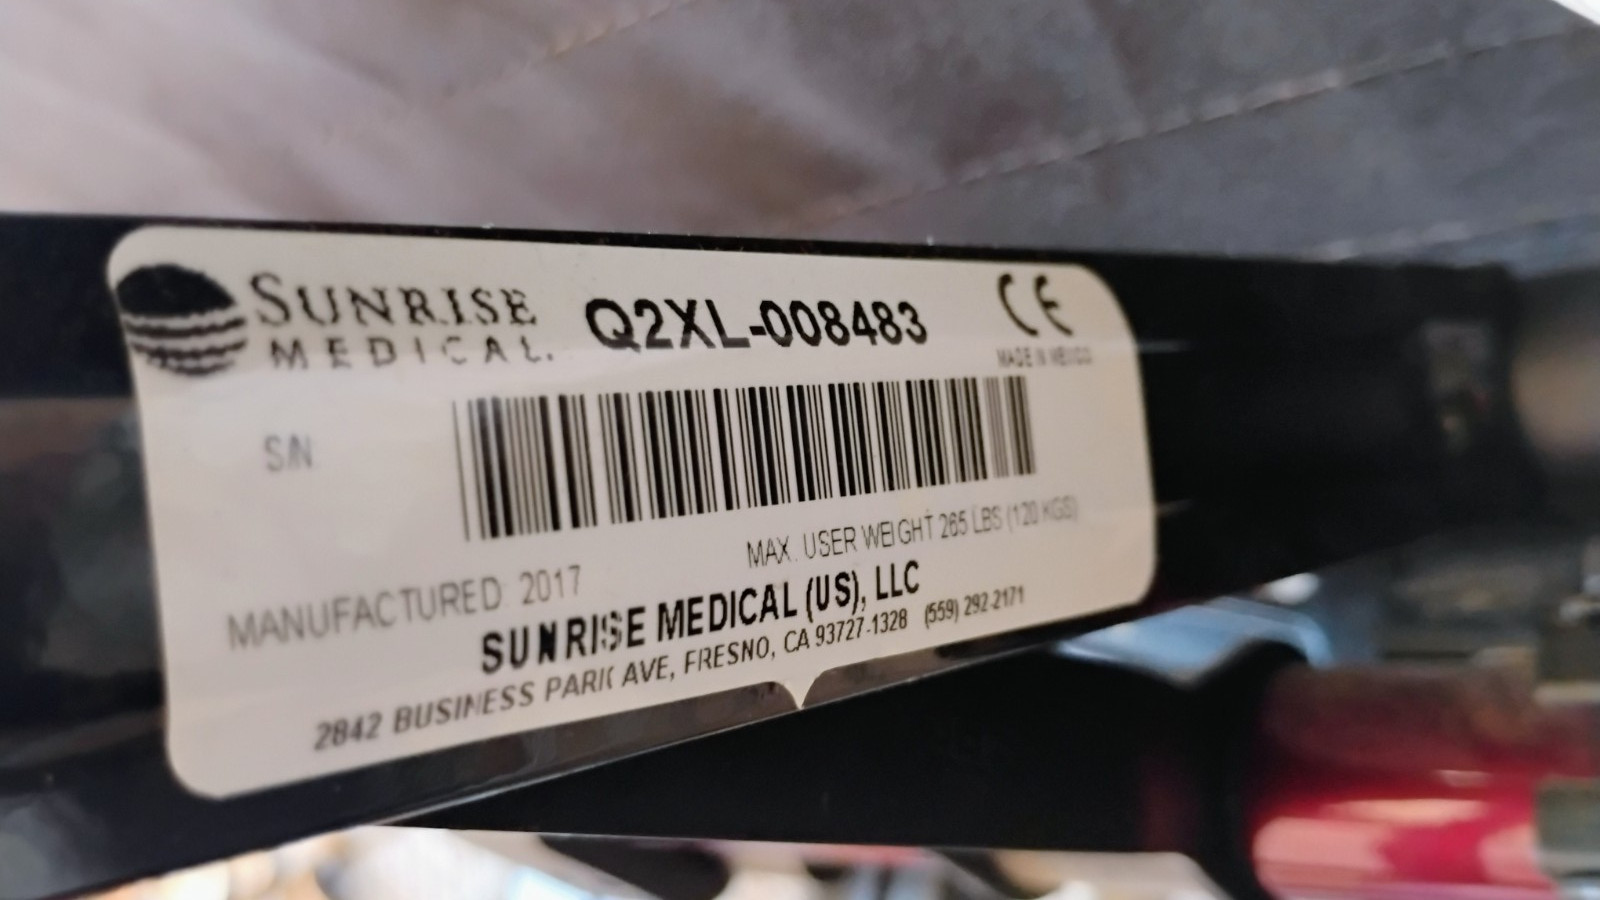 SUNRISE
MEDICAL.
Q2XL-008483
CE
MADE IN MEXICO
S/N
MAX. USER WEIGHT 265 LBS (120 KGS)
MANUFACTURED 2017
SUNRISE MEDICAL (US), LLC
2842 BUSINESS PARK AVE, FRESNO, CA 93727-1328 (559) 292-2171